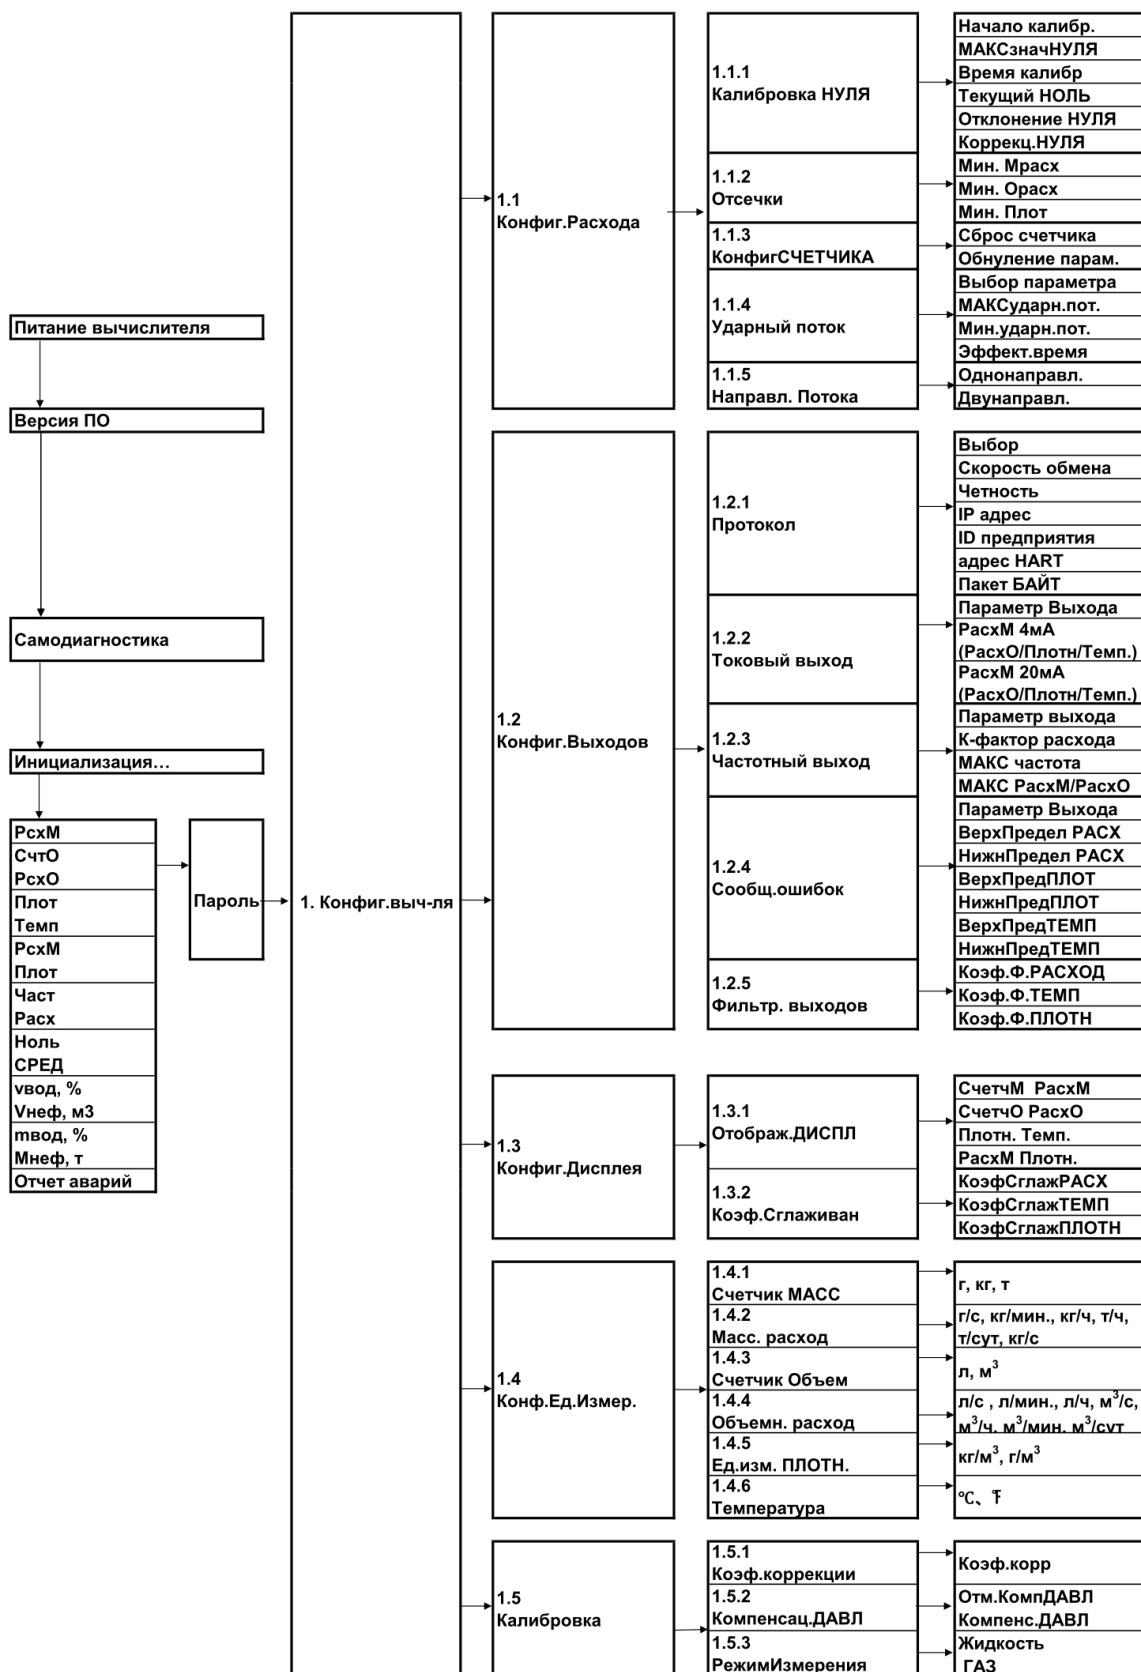 Питание вычислителя
Версия ПО
Самодиагностика
Инициализация...
РсхМ
СчтО
РсхО
Плот
Темп
РсхМ
Плот
Част
Расх
Ноль
СРЕД
vвод, %
Vнеф, м3
mвод, %
Мнеф, т
Отчет аварий
Пароль
1. Конфиг.выч-ля
1.1
Конфиг.Расхода
1.1.1
Калибровка НУЛЯ
Начало калибр.
МАКСзначНУЛЯ
Время калибр
Текущий НОЛЬ
Отклонение НУЛЯ
Коррекц.НУЛЯ
1.1.2
Отсечки
Мин. Мрасх
Мин. Орасх
Мин. Плот
1.1.3
КонфигСЧЕТЧИКА
Сброс счетчика
Обнуление парам.
1.1.4
Ударный поток
Выбор параметра
МАКСударн.пот.
Мин.ударн.пот.
Эффект.время
1.1.5
Направл. Потока
Однонаправл.
Двунаправл.
1.2
Конфиг.Выходов
1.2.1
Протокол
Выбор
Скорость обмена
Четность
IP адрес
ID предприятия
адрес HART
Пакет БАЙТ
1.2.2
Токовый выход
Параметр Выхода
РасхМ 4мА
(РасхО/Плотн/Темп.)
РасхМ 20мА
(РасхО/Плотн/Темп.)
1.2.3
Частотный выход
Параметр выхода
К-фактор расхода
МАКС частота
МАКС РасхМ/РасхО
1.2.4
Сообщ.ошибок
Параметр Выхода
ВерхПредел РАСХ
НижнПредел РАСХ
ВерхПредПЛОТ
НижнПредПЛОТ
ВерхПредТЕМП
НижнПредТЕМП
1.2.5
Фильтр. выходов
Коэф.Ф.РАСХОД
Коэф.Ф.ТЕМП
Коэф.Ф.ПЛОТН
1.3
Конфиг.Дисплея
1.3.1
Отображ.ДИСПЛ
СчетчМ РасхМ
СчетчО РасхО
Плотн. Темп.
РасхМ Плотн.
1.3.2
Коэф.Сглаживан
КоэфСглажРАСХ
КоэфСглажТЕМП
КоэфСглажПЛОТН
1.4
Конф.Ед.Измер.
1.4.1
Счетчик МАСС
г, кг, т
1.4.2
Масс. расход
г/с, кг/мин., кг/ч, т/ч,
т/сут, кг/с
1.4.3
Счетчик Объем
л, м³
1.4.4
Объемн. расход
л/с , л/мин., л/ч, м³/с,
м³/ч, м³/мин, м³/сут
1.4.5
Ед.изм. ПЛОТН.
кг/м³, г/м³
1.4.6
Температура
℃、℉
1.5
Калибровка
1.5.1
Коэф.коррекции
Коэф.корр
1.5.2
Компенсац.ДАВЛ
Отм.КомпДАВЛ
Компенс.ДАВЛ
1.5.3
РежимИзмерения
Жидкость
ГАЗ